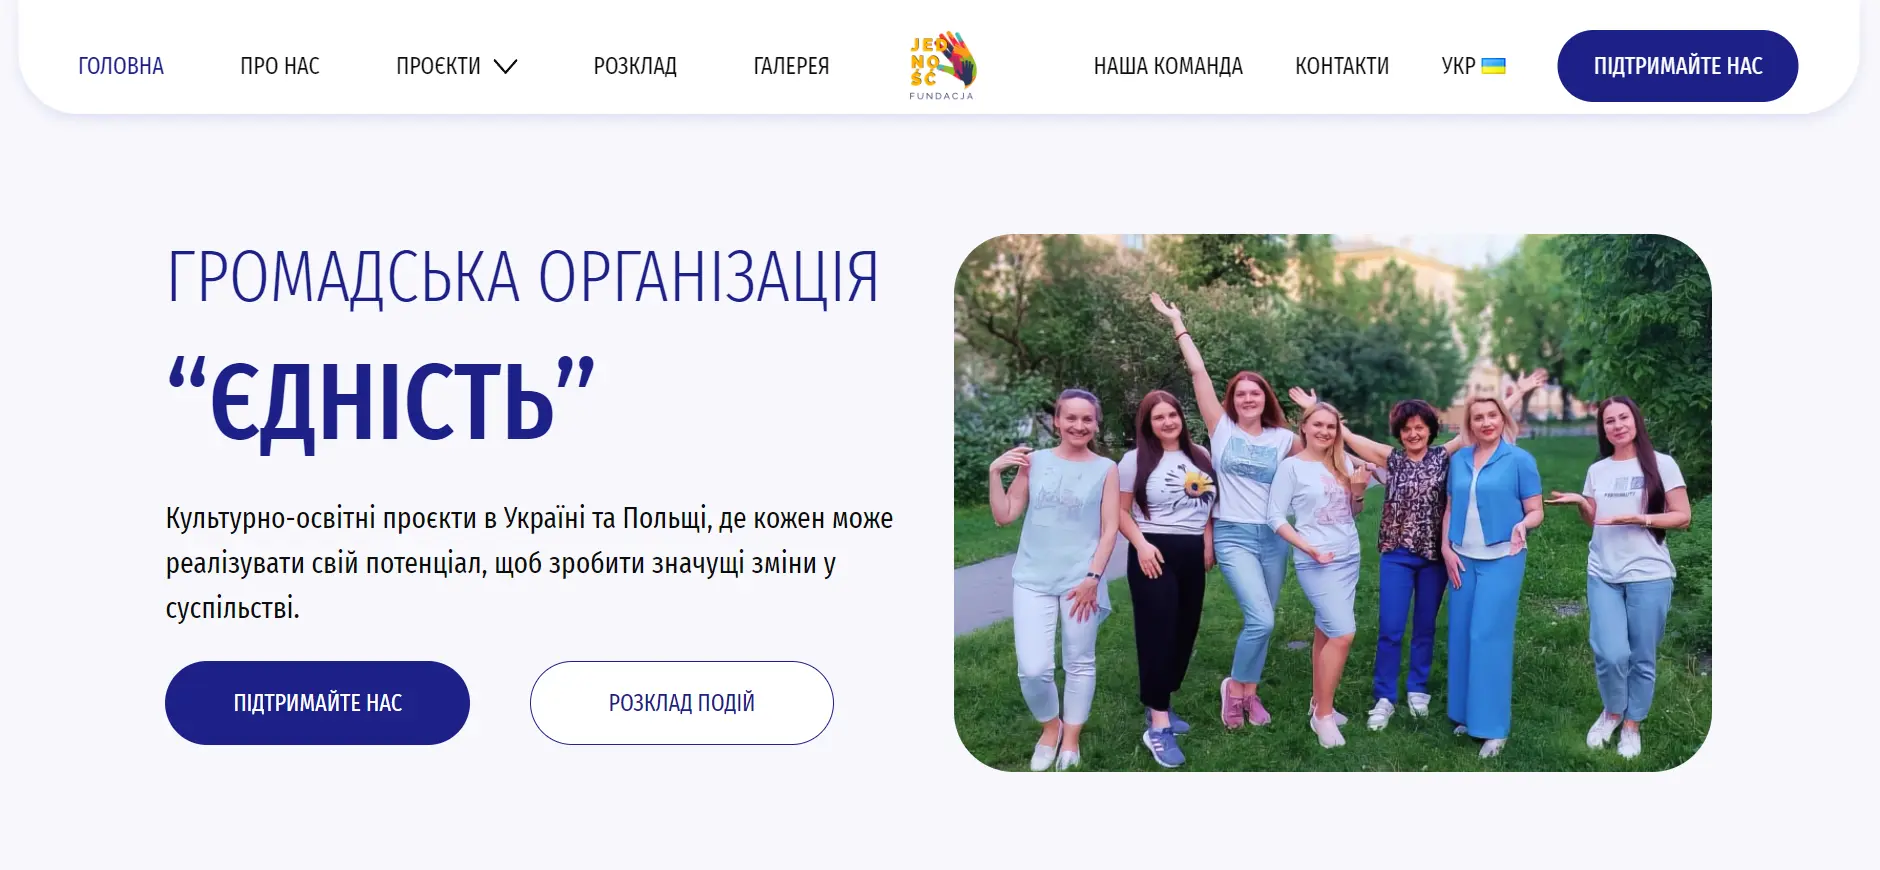 ГОЛОВНА
ПРО НАС
ПРОЄКТИ
РОЗКЛАД
ГАЛЕРЕЯ
JED
NO
ŚĆ
FUNDACJA
НАША КОМАНДА
КОНТАКТИ
УКР
ПІДТРИМАЙТЕ НАС
ГРОМАДСЬКА ОРГАНІЗАЦІЯ
“ЄДНІСТЬ”
Культурно-освітні проєкти в Україні та Польщі, де кожен може
реалізувати свій потенціал, щоб зробити значущі зміни у
суспільстві.
ПІДТРИМАЙТЕ НАС
РОЗКЛАД ПОДІЙ